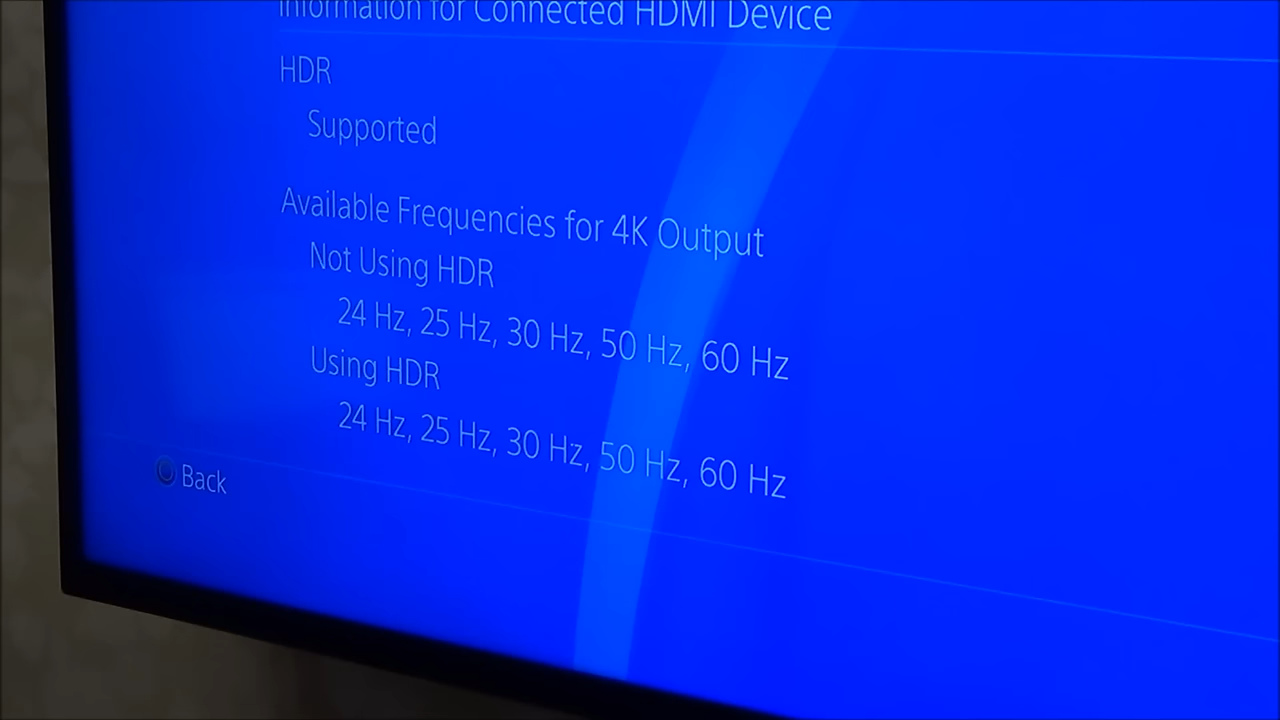 Information for Connected HDMI Device
HDR
Supported
Available Frequencies for 4K Output
Not Using HDR
24 Hz, 25 Hz, 30 Hz, 50 Hz, 60 Hz
Using HDR
24 Hz, 25 Hz, 30 Hz, 50 Hz, 60 Hz
Back